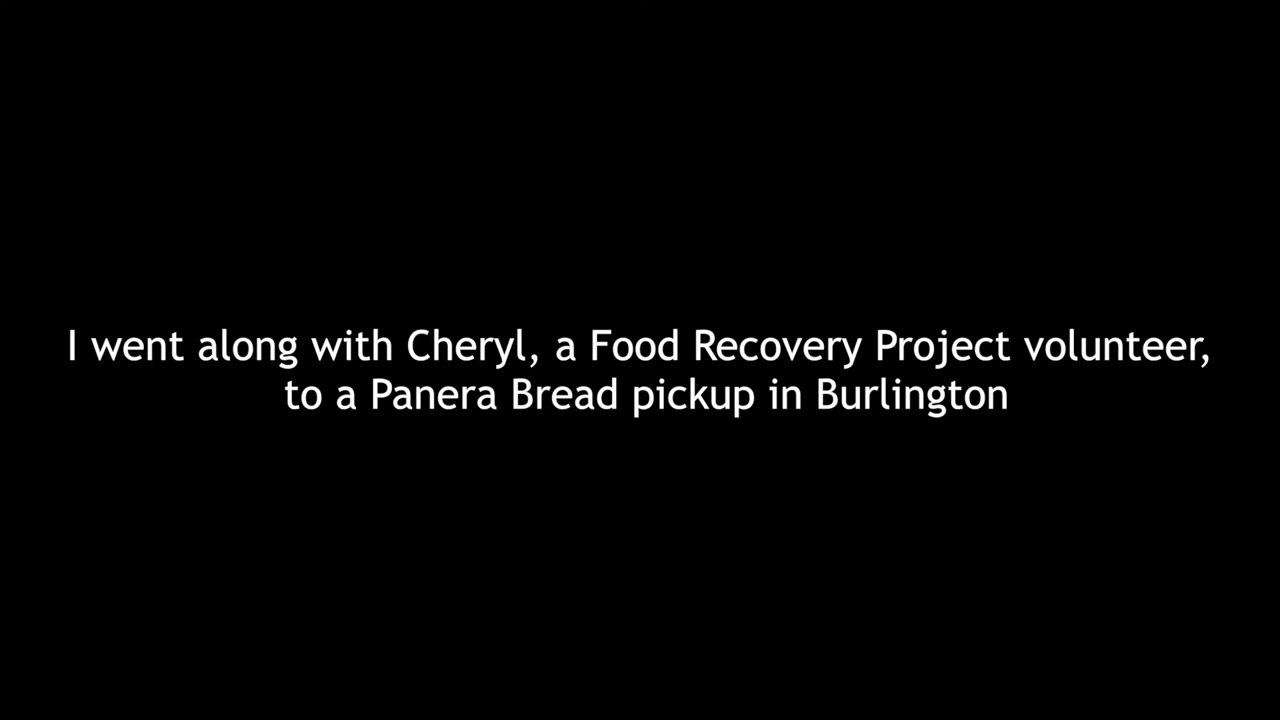 I went along with Cheryl, a Food Recovery Project volunteer,
to a Panera Bread pickup in Burlington